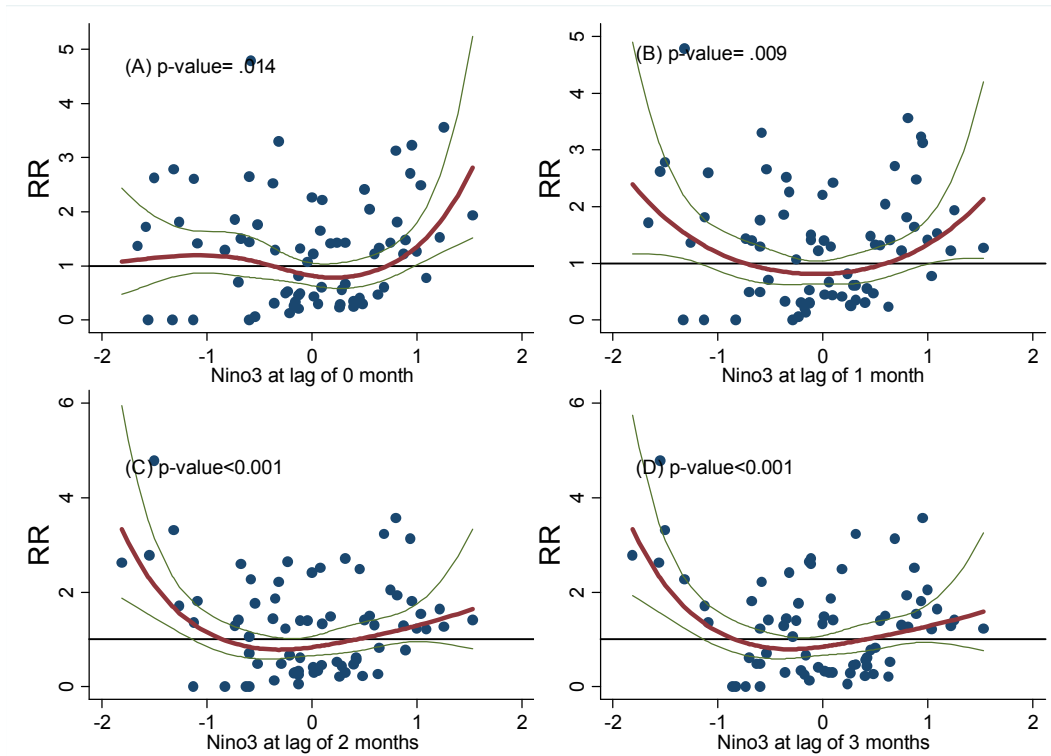 (A) p-value= .014
RR
5
4
3
2
1
0
-2 -1 0 1 2
Nino3 at lag of 0 month
(B) p-value= .009
RR
5
4
3
2
1
0
-2 -1 0 1 2
Nino3 at lag of 1 month
(C) p-value<0.001
RR
6
4
2
0
-2 -1 0 1 2
Nino3 at lag of 2 months
(D) p-value<0.001
RR
6
4
2
0
-2 -1 0 1 2
Nino3 at lag of 3 months